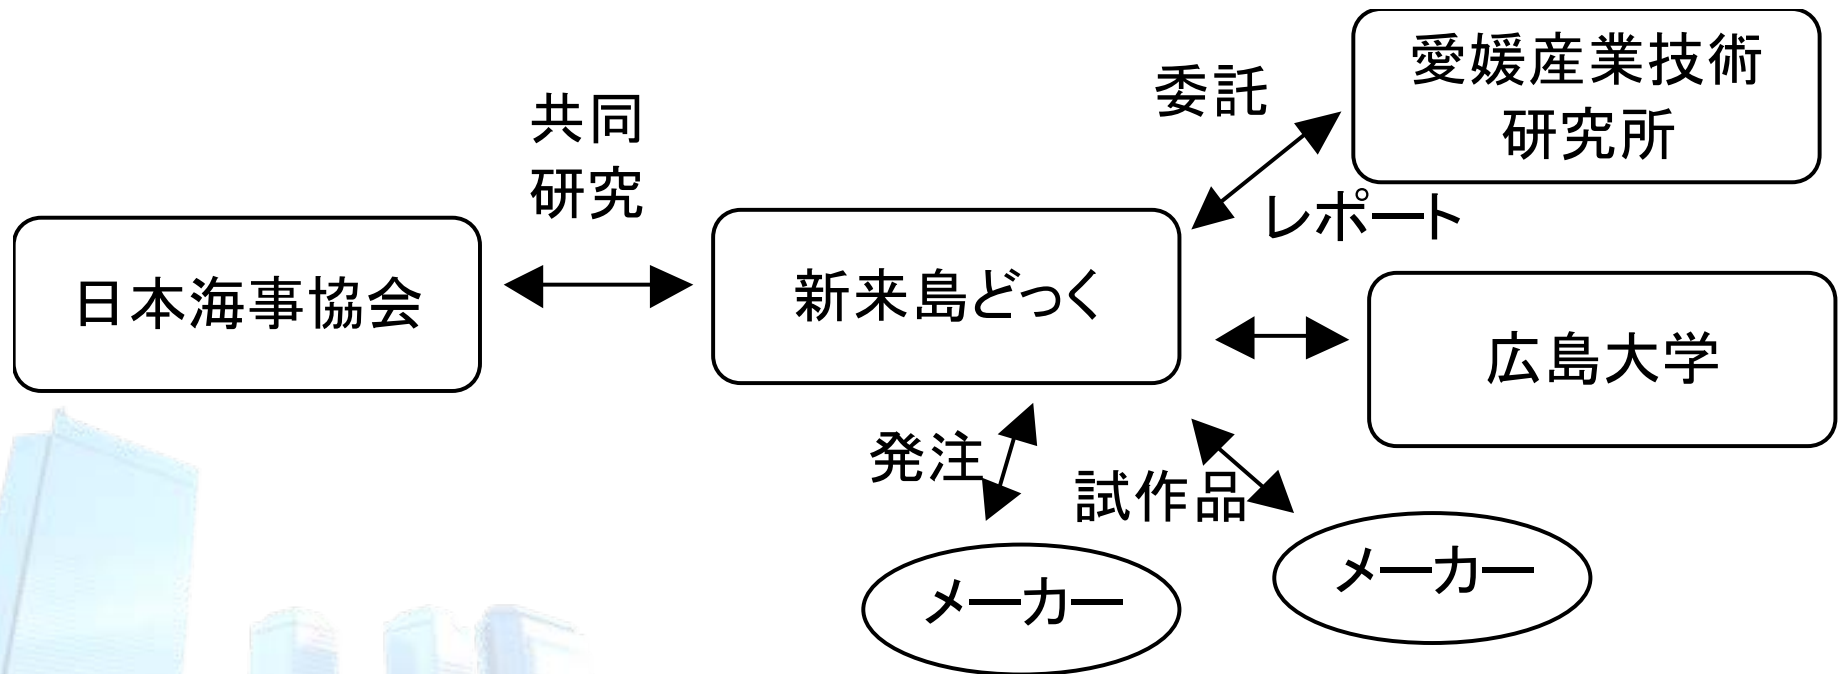 愛媛産業技術
研究所
委託
共同
研究
レポート
日本海事協会
新来島どっく
広島大学
発注
試作品
メーカー
メーカー